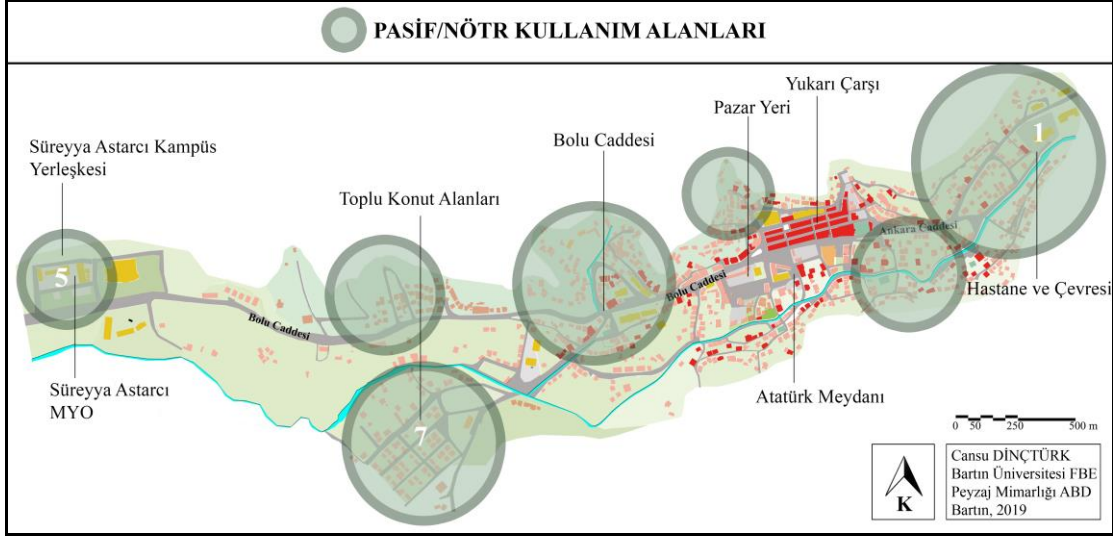 PASİF/NÖTR KULLANIM ALANLARI
Yukarı Çarşı
Pazar Yeri
Bolu Caddesi
Süreyya Astarcı Kampüs
Yerleşkesi
Toplu Konut Alanları
1
Ankara Caddesi
5
Bolu Caddesi
Bolu Caddesi
Hastane ve Çevresi
Süreyya Astarcı
MYO
Atatürk Meydanı
7
0 50 250 500 m
K
Cansu DİNÇTÜRK
Bartın Üniversitesi FBE
Peyzaj Mimarlığı ABD
Bartın, 2019